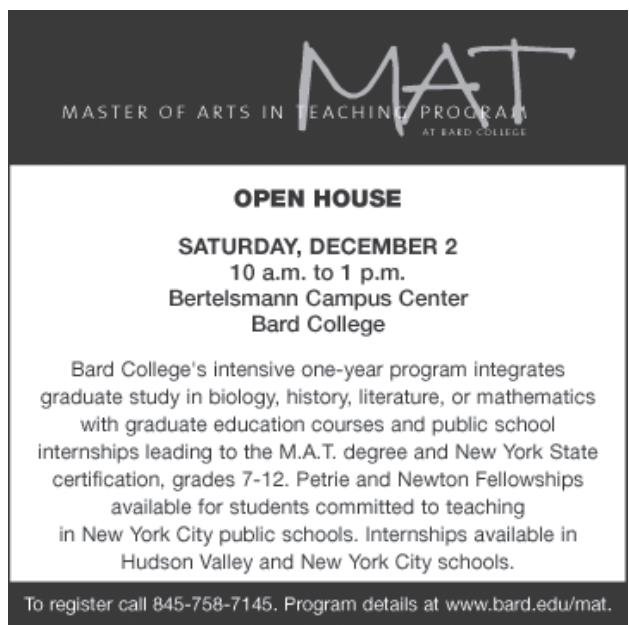 MAT
MASTER OF ARTS IN TEACHING PROGRAM
AT BARD COLLEGE
OPEN HOUSE
SATURDAY, DECEMBER 2
10 a.m. to 1 p.m.
Bertelsmann Campus Center
Bard College
Bard College's intensive one-year program integrates
graduate study in biology, history, literature, or mathematics
with graduate education courses and public school
internships leading to the M.A.T. degree and New York State
certification, grades 7-12. Petrie and Newton Fellowships
available for students committed to teaching
in New York City public schools. Internships available in
Hudson Valley and New York City schools.
To register call 845-758-7145. Program details at www.bard.edu/mat.